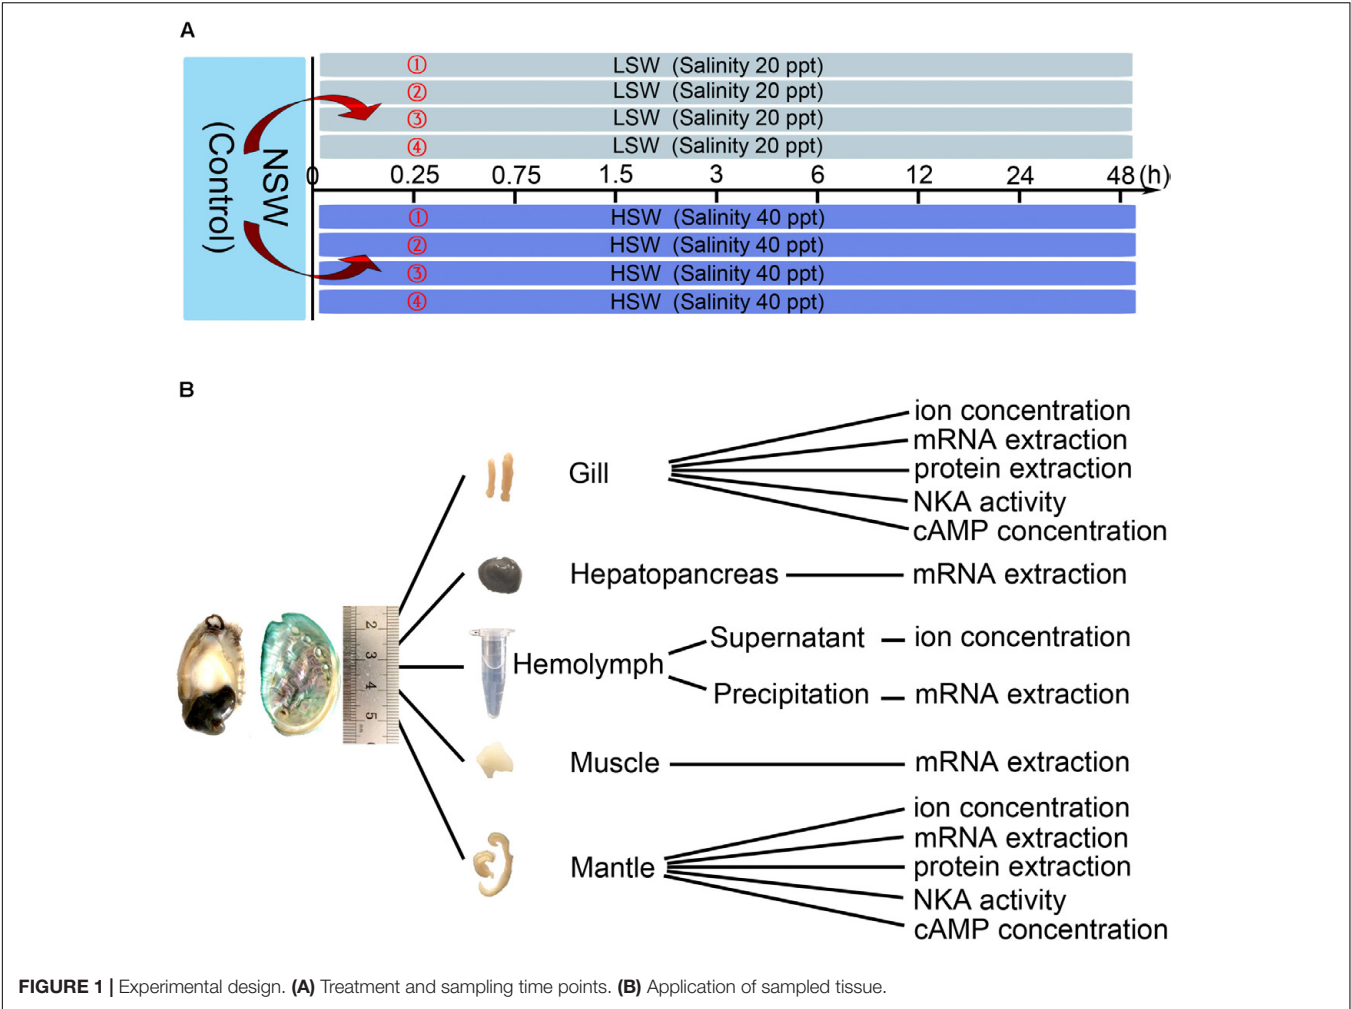 A
NSW
(Control)
① LSW (Salinity 20 ppt)
② LSW (Salinity 20 ppt)
③ LSW (Salinity 20 ppt)
④ LSW (Salinity 20 ppt)
0 0.25 0.75 1.5 3 6 12 24 48 (h)
① HSW (Salinity 40 ppt)
② HSW (Salinity 40 ppt)
③ HSW (Salinity 40 ppt)
④ HSW (Salinity 40 ppt)
B
2
3
4
5
Gill
ion concentration
mRNA extraction
protein extraction
NKA activity
cAMP concentration
Hepatopancreas
mRNA extraction
Hemolymph
Supernatant
ion concentration
Precipitation
mRNA extraction
Muscle
mRNA extraction
Mantle
ion concentration
mRNA extraction
protein extraction
NKA activity
cAMP concentration
FIGURE 1 | Experimental design. (A) Treatment and sampling time points. (B) Application of sampled tissue.